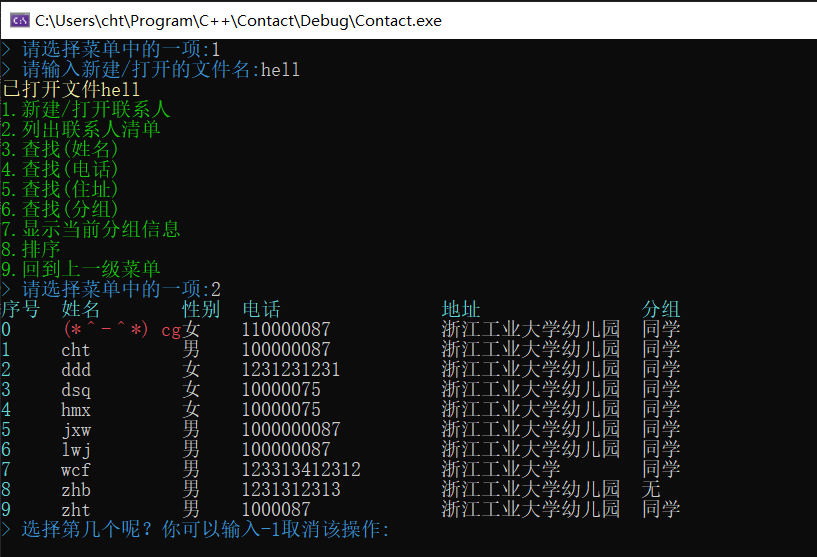 C:\Users\cht\Program\C++\Contact\Debug\Contact.exe
> 请选择菜单中的一项:1
> 请输入新建/打开的文件名:hell
已打开文件hell
1.新建/打开联系人
2.列出联系人清单
3.查找(姓名)
4.查找(电话)
5.查找(住址)
6.查找(分组)
7.显示当前分组信息
8.排序
9.回到上一级菜单
> 请选择菜单中的一项:2
序号 姓名 性别 电话 地址 分组
0 (*^-^*) cg女 110000087 浙江工业大学幼儿园 同学
1 cht 男 100000087 浙江工业大学幼儿园 同学
2 ddd 女 1231231231 浙江工业大学幼儿园 同学
3 dsq 女 10000075 浙江工业大学幼儿园 同学
4 hmx 女 10000075 浙江工业大学幼儿园 同学
5 jxw 男 1000000087 浙江工业大学幼儿园 同学
6 lwj 男 100000087 浙江工业大学幼儿园 同学
7 wcf 男 123313412312 浙江工业大学 同学
8 zhb 男 1231312313 浙江工业大学幼儿园 无
9 zht 男 1000087 浙江工业大学幼儿园 同学
> 选择第几个呢？你可以输入-1取消该操作: